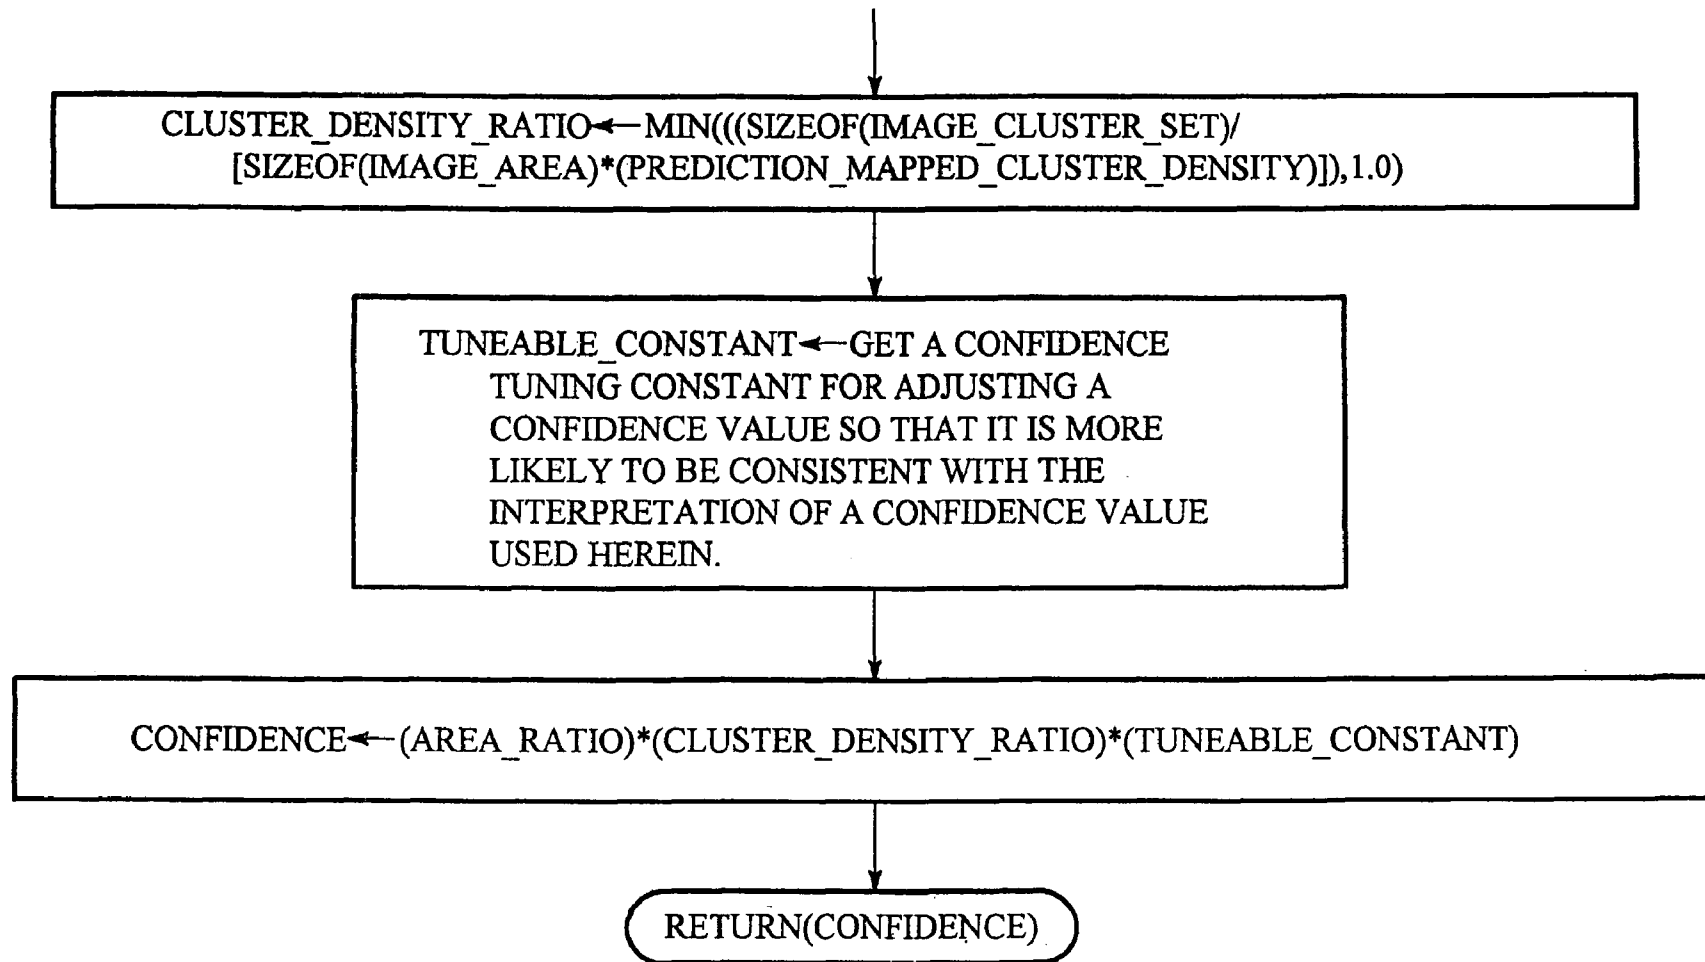 CLUSTER_DENSITY_RATIO←MIN(((SIZEOF(IMAGE_CLUSTER_SET)/
[SIZEOF(IMAGE_AREA)*(PREDICTION_MAPPED_CLUSTER_DENSITY)]),1.0)
TUNEABLE_CONSTANT←GET A CONFIDENCE
TUNING CONSTANT FOR ADJUSTING A
CONFIDENCE VALUE SO THAT IT IS MORE
LIKELY TO BE CONSISTENT WITH THE
INTERPRETATION OF A CONFIDENCE VALUE
USED HEREIN.
CONFIDENCE←(AREA_RATIO)*(CLUSTER_DENSITY_RATIO)*(TUNEABLE_CONSTANT)
RETURN(CONFIDENCE)